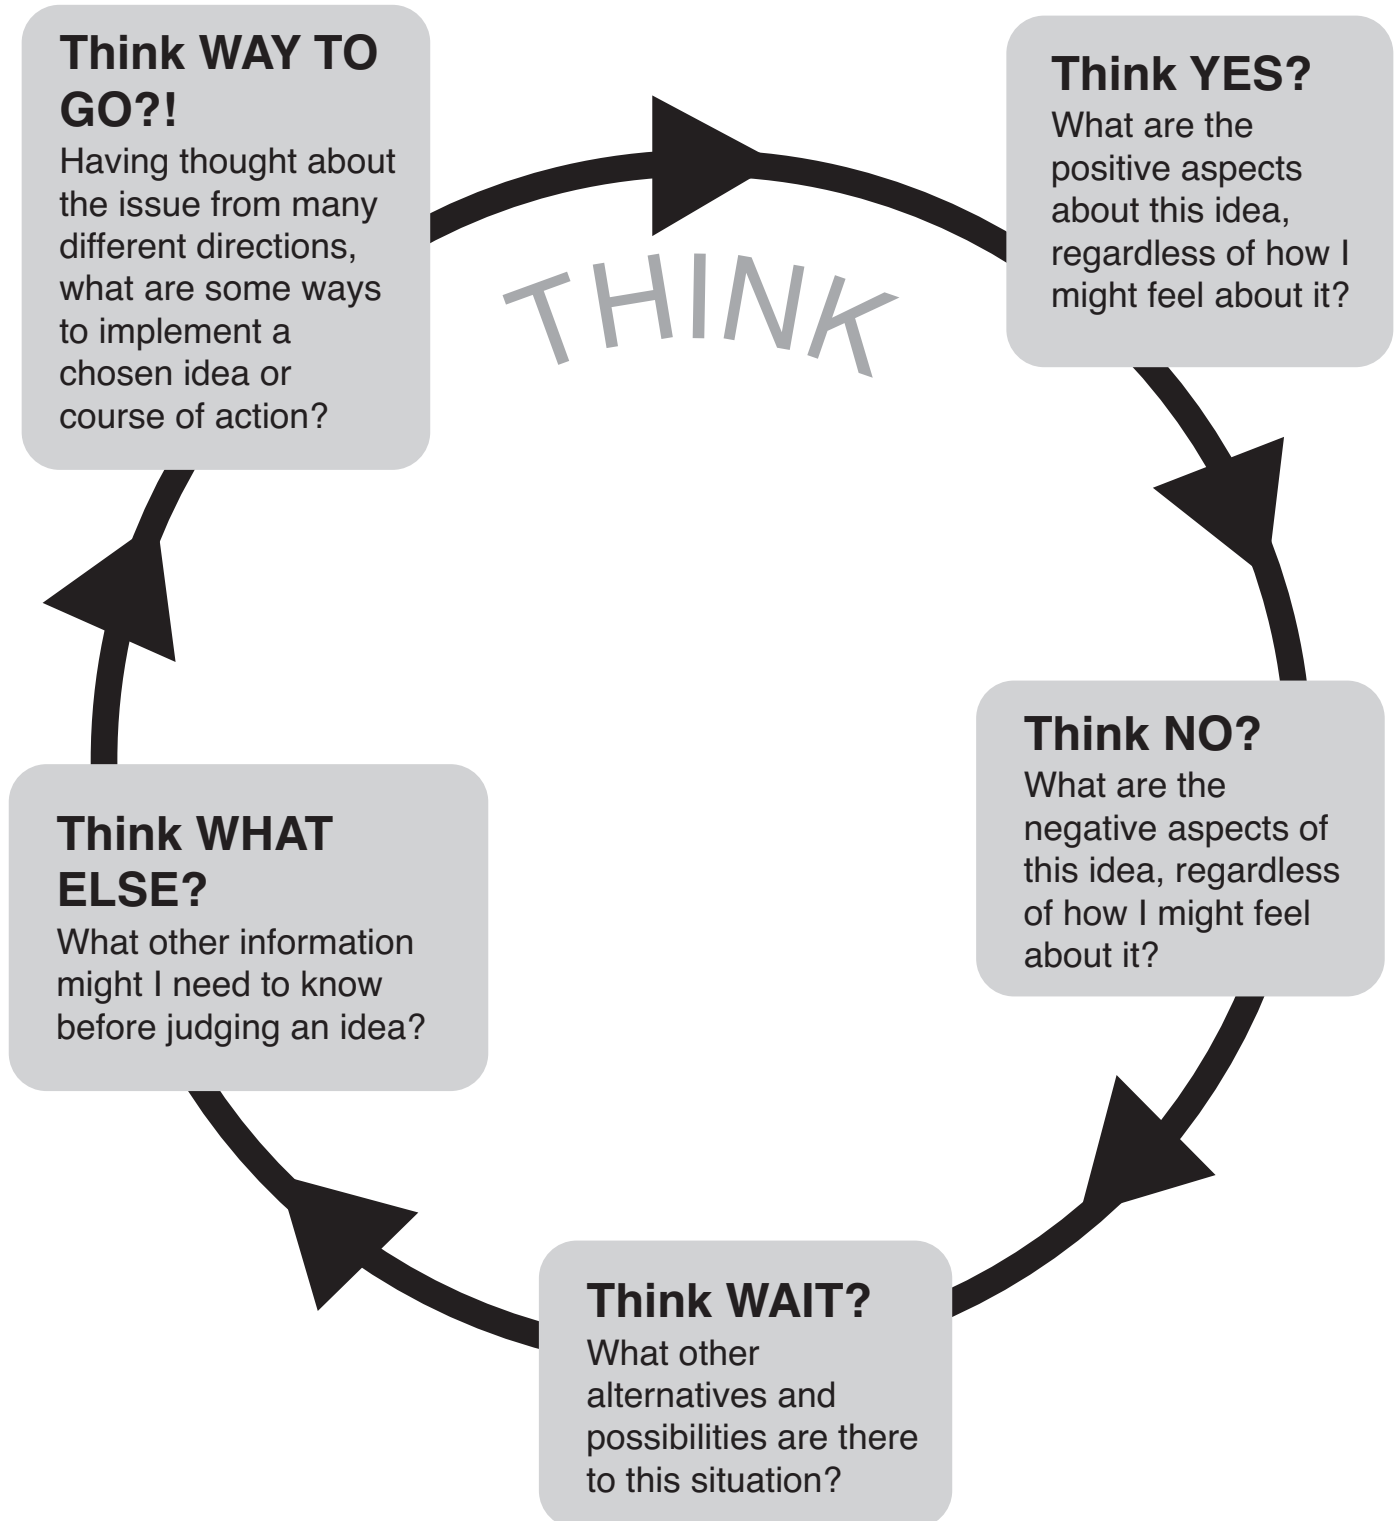 THINK
Think YES?
What are the
positive aspects
about this idea,
regardless of how I
might feel about it?
Think NO?
What are the
negative aspects of
this idea, regardless
of how I might feel
about it?
Think WAIT?
What other
alternatives and
possibilities are there
to this situation?
Think WHAT
ELSE?
What other information
might I need to know
before judging an idea?
Think WAY TO
GO?!
Having thought about
the issue from many
different directions,
what are some ways
to implement a
chosen idea or
course of action?